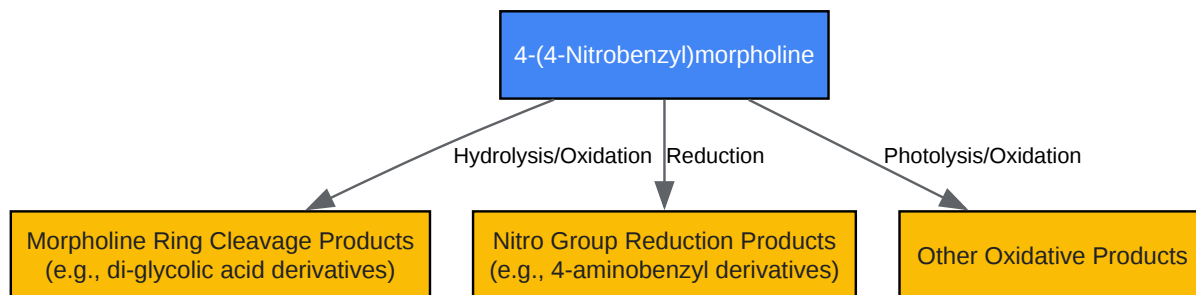 4-(4-Nitrobenzyl)morpholine
Hydrolysis/Oxidation
Reduction
Photolysis/Oxidation
Morpholine Ring Cleavage Products
(e.g., di-glycolic acid derivatives)
Nitro Group Reduction Products
(e.g., 4-aminobenzyl derivatives)
Other Oxidative Products